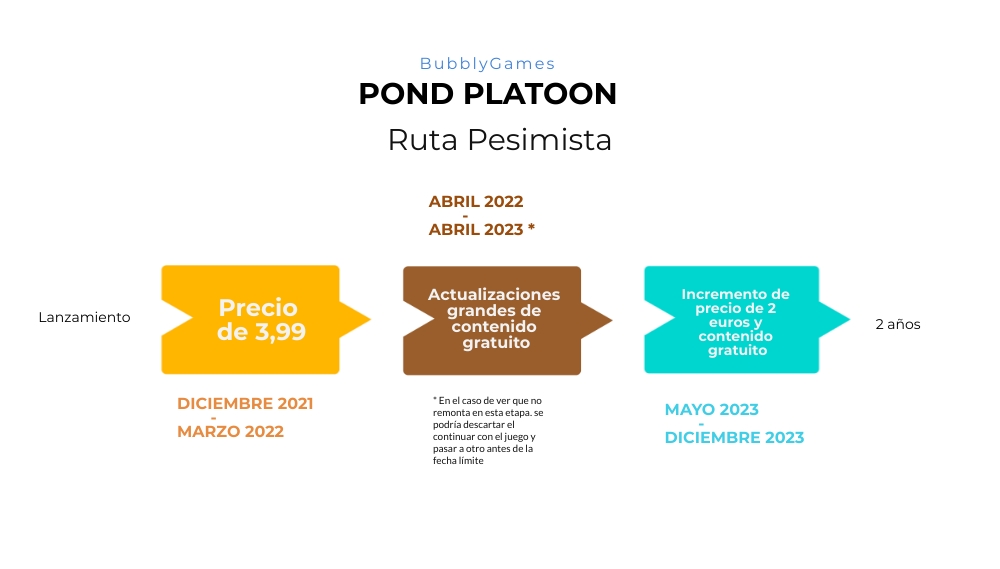 BubblyGames
POND PLATOON
Ruta Pesimista
ABRIL 2022
-
ABRIL 2023 *
Lanzamiento
Precio
de 3,99
Actualizaciones
grandes de
contenido
gratuito
Incremento de
precio de 2
euros y
contenido
gratuito
2 años
DICIEMBRE 2021
-
MARZO 2022
* En el caso de ver que no
remonta en esta etapa. se
podría descartar el
continuar con el juego y
pasar a otro antes de la
fecha límite
MAYO 2023
-
DICIEMBRE 2023